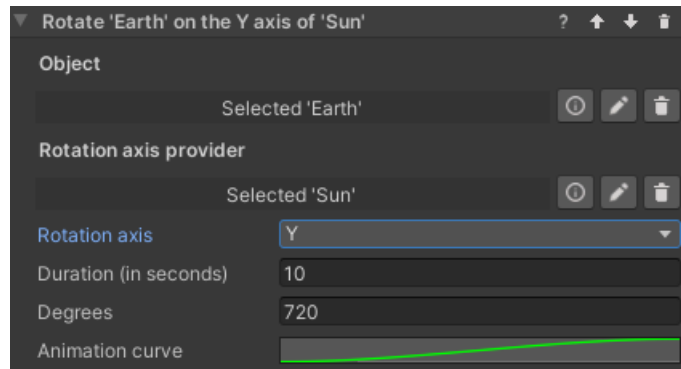 Rotate 'Earth' on the Y axis of 'Sun' ?
Object
Selected 'Earth'
Rotation axis provider
Selected 'Sun'
Rotation axis Y
Duration (in seconds) 10
Degrees 720
Animation curve